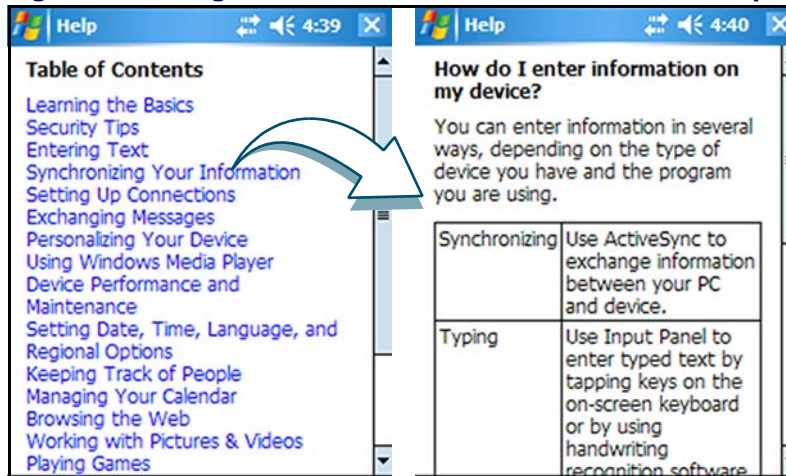 Help 4:39
Table of Contents
Learning the Basics
Security Tips
Entering Text
Synchronizing Your Information
Setting Up Connections
Exchanging Messages
Personalizing Your Device
Using Windows Media Player
Device Performance and
Maintenance
Setting Date, Time, Language, and
Regional Options
Keeping Track of People
Managing Your Calendar
Browsing the Web
Working with Pictures & Videos
Playing Games
Help 4:40
How do I enter information on
my device?
You can enter information in several
ways, depending on the type of
device you have and the program
you are using.
Synchronizing
Use ActiveSync to
exchange information
between your PC
and device.
Typing
Use Input Panel to
enter typed text by
tapping keys on the
on-screen keyboard
or by using
handwriting
recognition software